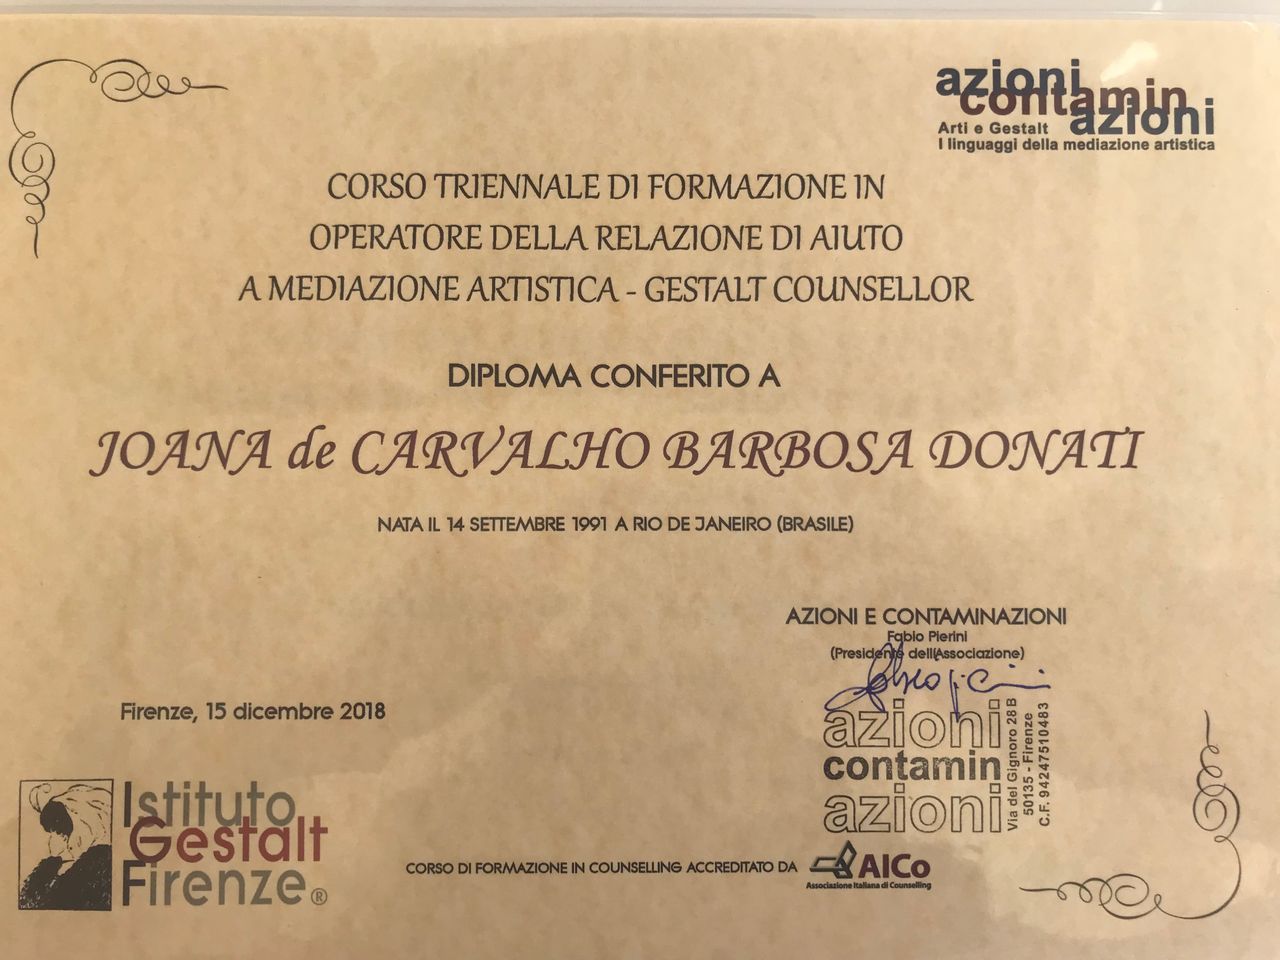 azioni
contamin
azioni
Arti e Gestalt
I linguaggi della mediazione artistica
CORSO TRIENNALE DI FORMAZIONE IN
OPERATORE DELLA RELAZIONE DI AIUTO
A MEDIAZIONE ARTISTICA - GESTALT COUNSELLOR
DIPLOMA CONFERITO A
JOANA de CARVALHO BARBOSA DONATI
NATA IL 14 SETTEMBRE 1991 A RIO DE JANEIRO (BRASILE)
AZIONI E CONTAMINAZIONI
Fabio Pierini
(Presidente dell'Associazione)
Firenze, 15 dicembre 2018
azioni
contamin
azioni
Via del Gignoro 28 B
50135 - Firenze
C.F. 94247510483
Istituto
Gestalt
Firenze®
CORSO DI FORMAZIONE IN COUNSELLING ACCREDITATO DA
AICo
Associazione Italiana di Counselling